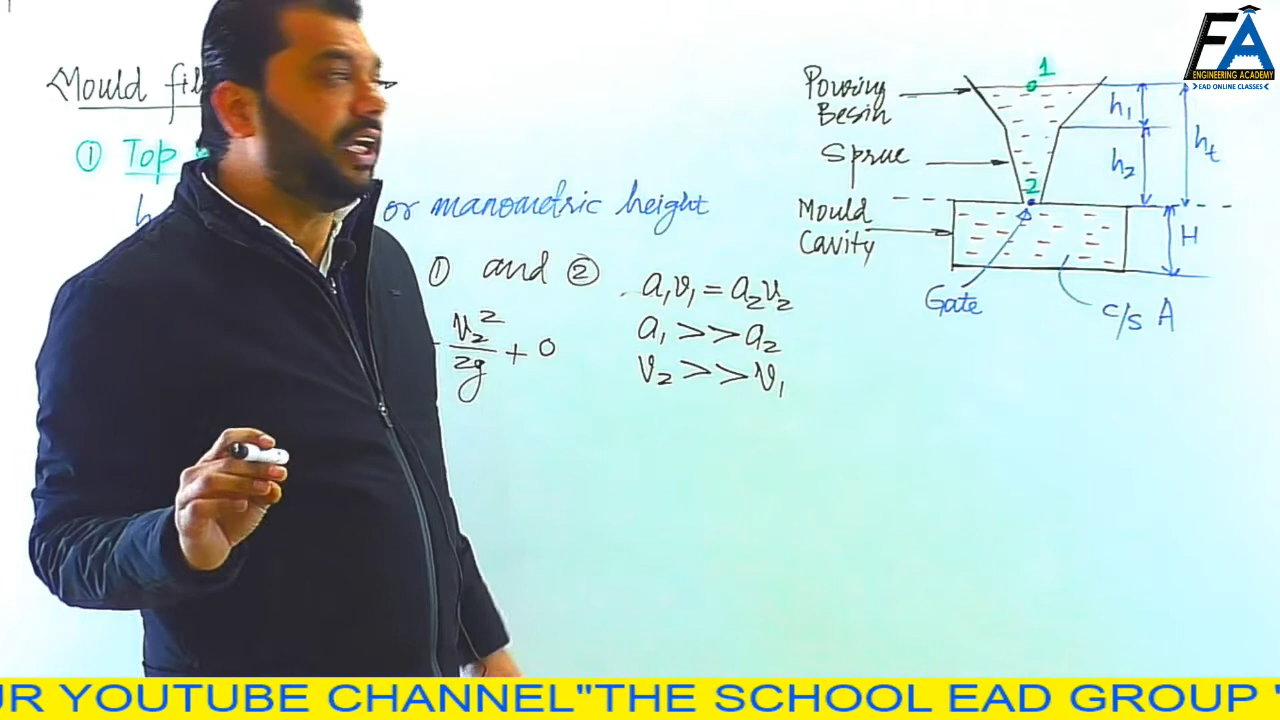 Mould
① Top
or manometric height
① and ②
v₂²/2g + 0
a₁v₁ = a₂v₂
a₁ >> a₂
v₂ >> v₁
Pouring
Besin
Sprue
Mould
Cavity
Gate
c/s A
1
2
h₁
h₂
hₜ
H
EA
ENGINEERING ACADEMY
EAD ONLINE CLASSES
UR YOUTUBE CHANNEL"THE SCHOOL EAD GROUP "